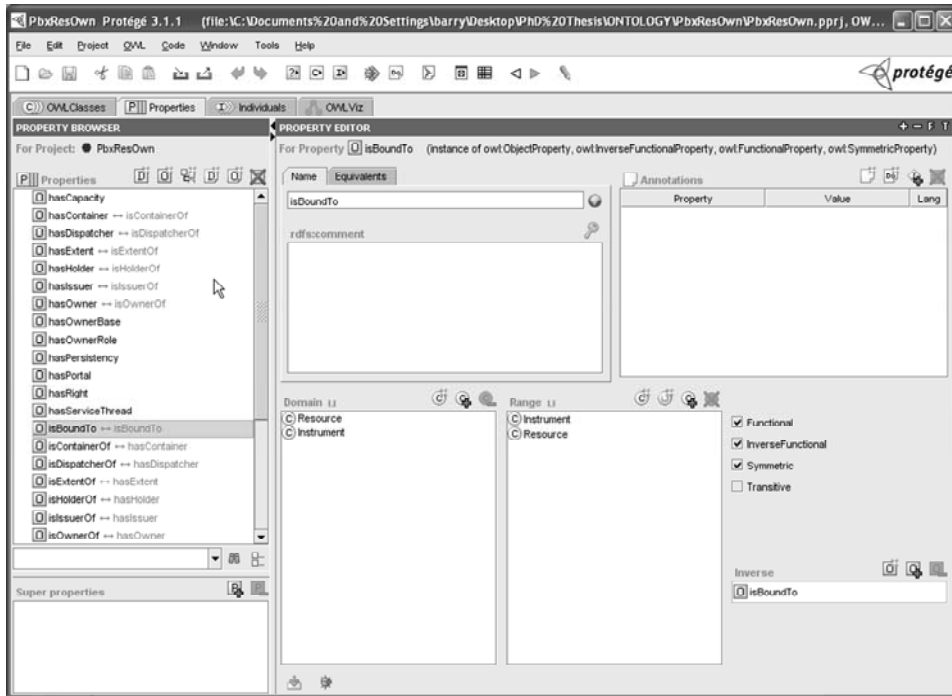 PbxResOwn Protégé 3.1.1 (file:\C:\Documents%20and%20Settings\barry\Desktop\PhD%20Thesis\ONTOLOGY\PbxResOwn\PbxResOwn.pprj, OW...
File Edit Project OWL Code Window Tools Help
protégé
OWLClasses Properties Individuals OWLViz
PROPERTY BROWSER
For Project: PbxResOwn
Properties
hasCapacity
hasContainer ↔ isContainerOf
hasDispatcher ↔ isDispatcherOf
hasExtent ↔ isExtentOf
hasHolder ↔ isHolderOf
hasIssuer ↔ isIssuerOf
hasOwner ↔ isOwnerOf
hasOwnerBase
hasOwnerRole
hasPersistency
hasPortal
hasRight
hasServiceThread
isBoundTo ↔ isBoundTo
isContainerOf ↔ hasContainer
isDispatcherOf ↔ hasDispatcher
isExtentOf ↔ hasExtent
isHolderOf ↔ hasHolder
isIssuerOf ↔ hasIssuer
isOwnerOf ↔ hasOwner
Super properties
PROPERTY EDITOR
+ − F T
For Property O isBoundTo (instance of owl:ObjectProperty, owl:InverseFunctionalProperty, owl:FunctionalProperty, owl:SymmetricProperty)
Name Equivalents
isBoundTo
rdfs:comment
Annotations
Property Value Lang
Domain ⊔
Resource
Instrument
Range ⊔
Instrument
Resource
Functional
InverseFunctional
Symmetric
Transitive
Inverse
isBoundTo